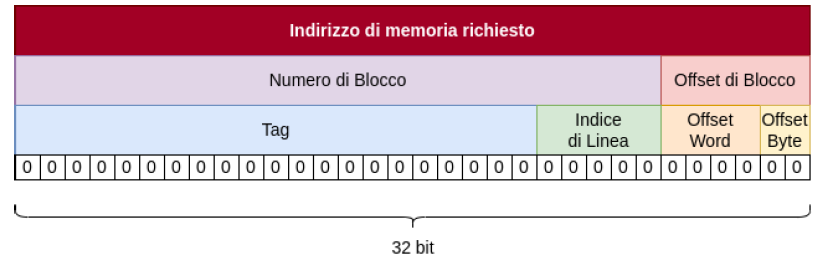 Indirizzo di memoria richiesto
Numero di Blocco Offset di Blocco
Tag Indice di Linea Offset Word Offset Byte
0 0 0 0 0 0 0 0 0 0 0 0 0 0 0 0 0 0 0 0 0 0 0 0 0 0 0 0 0 0 0 0
32 bit